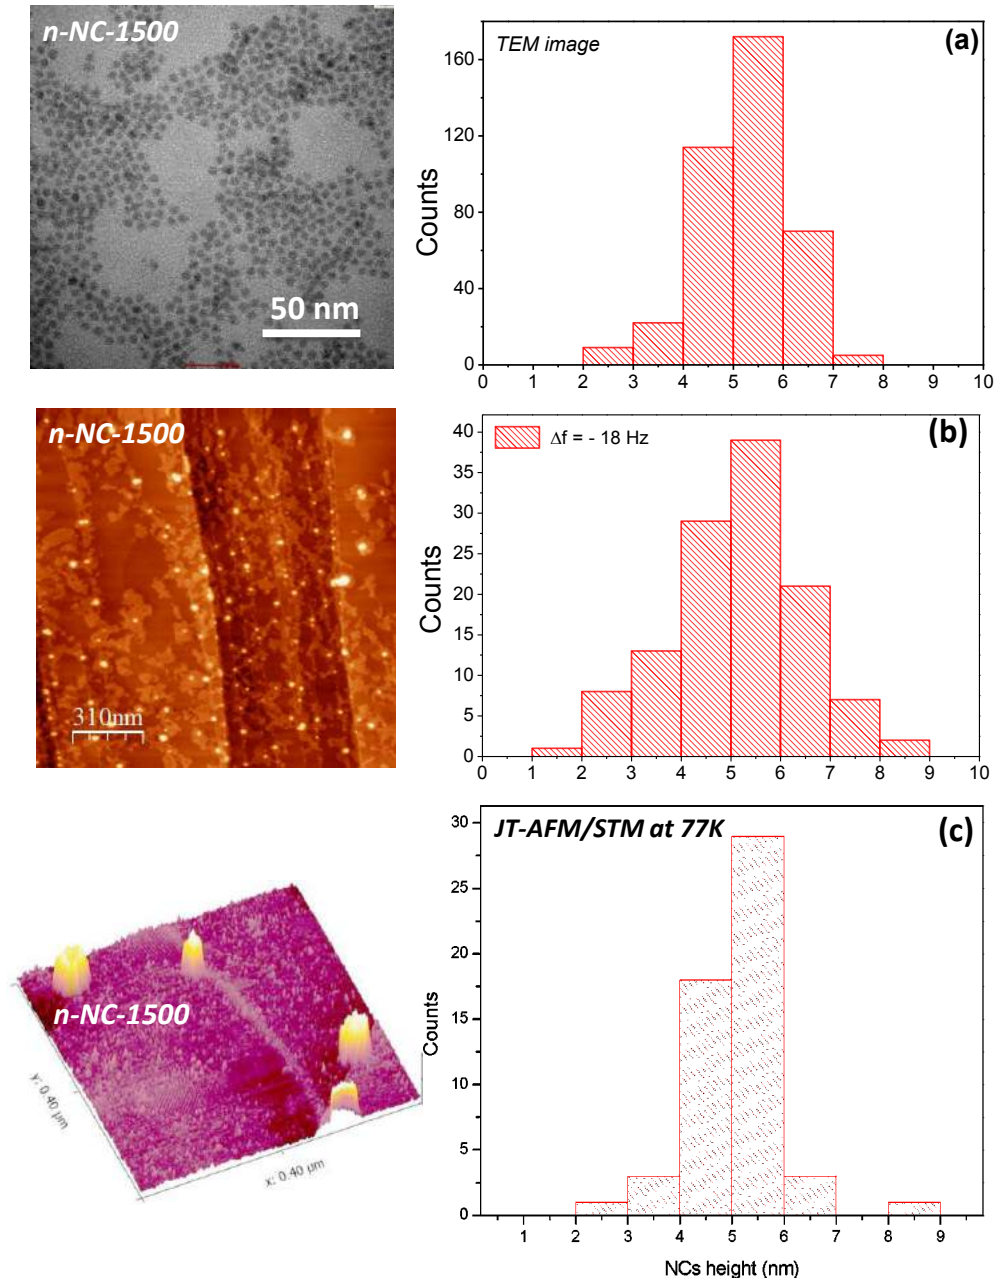 n-NC-1500
50 nm
TEM image
(a)
Counts
160
120
80
40
0
0 1 2 3 4 5 6 7 8 9 10
n-NC-1500
310nm
Δf = - 18 Hz
(b)
Counts
40
35
30
25
20
15
10
5
0
0 1 2 3 4 5 6 7 8 9 10
n-NC-1500
y: 0.40 µm
x: 0.40 µm
JT-AFM/STM at 77K
(c)
Counts
30
25
20
15
10
5
0
1 2 3 4 5 6 7 8 9
NCs height (nm)